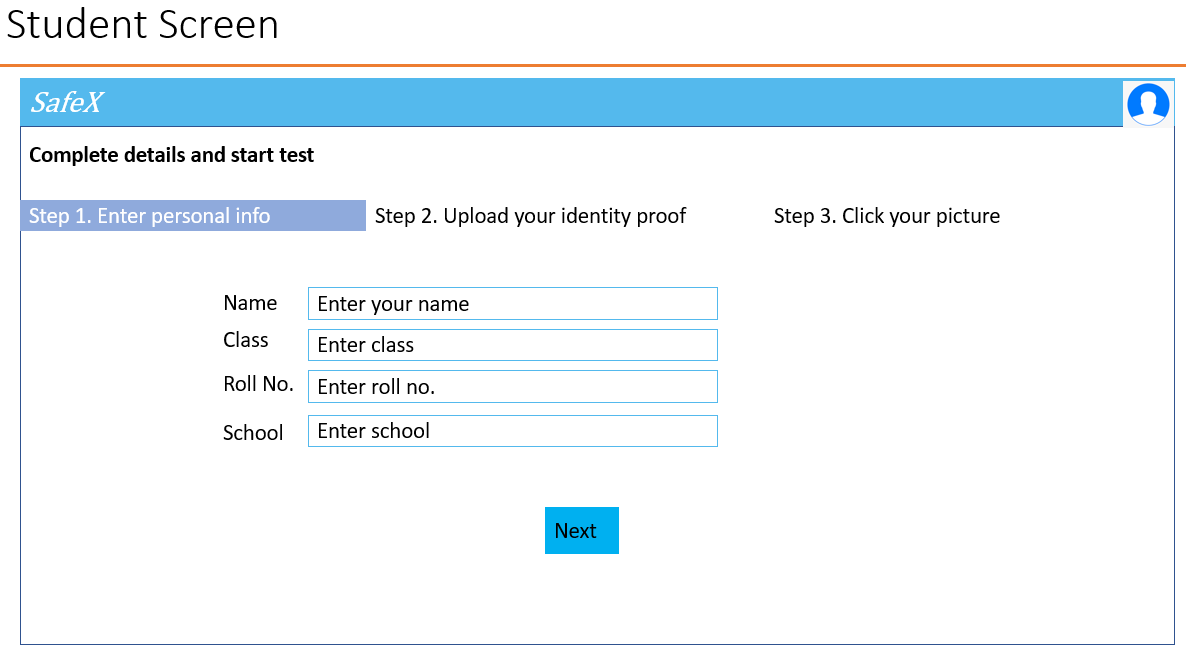 Student Screen
SafeX
Complete details and start test
Step 1. Enter personal info Step 2. Upload your identity proof Step 3. Click your picture
Name Enter your name
Class Enter class
Roll No. Enter roll no.
School Enter school
Next